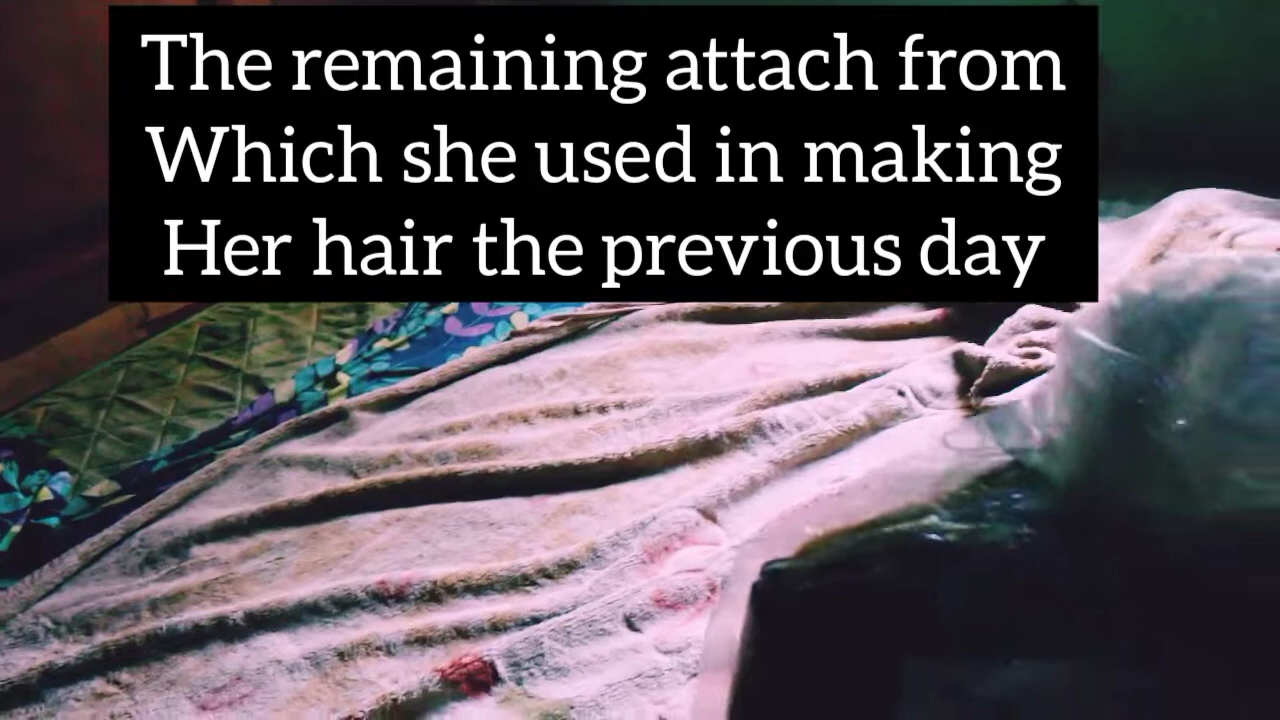 The remaining attach from
Which she used in making
Her hair the previous day